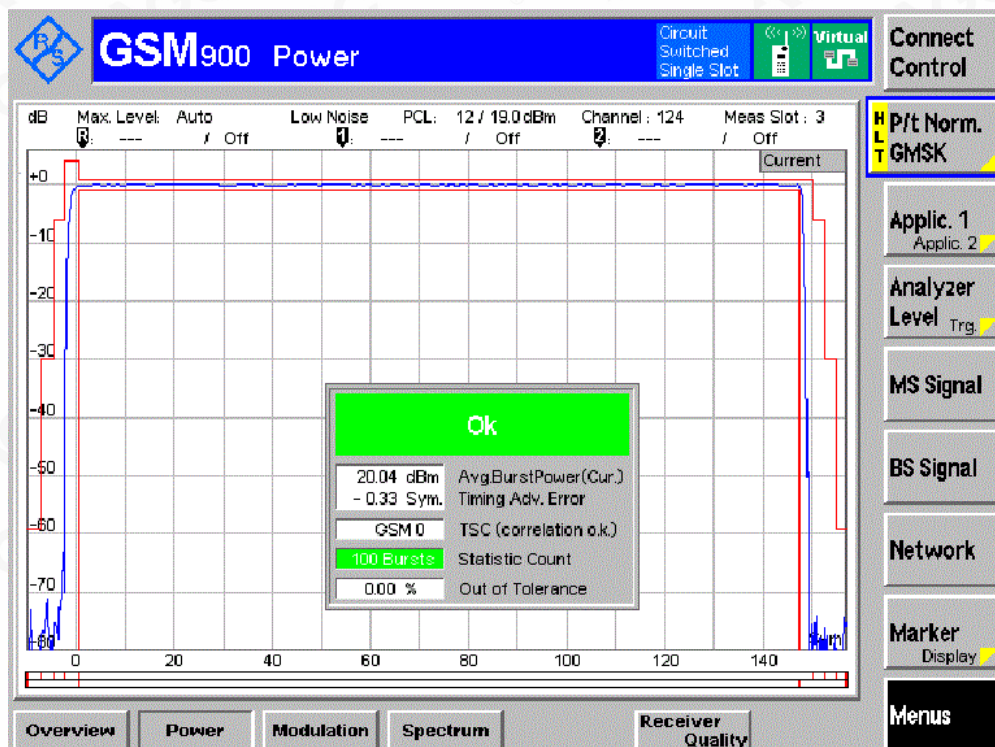 R/S
GSM900 Power
Circuit
Switched
Single Slot
Virtual
Connect
Control
dB Max. Level: Auto Low Noise PCL: 12 / 19.0 dBm Channel : 124 Meas Slot : 3
R: --- / Off 1: --- / Off 2: --- / Off
Current
HLT
P/t Norm.
GMSK
Applic. 1
Applic. 2
Analyzer
Level Trg.
MS Signal
BS Signal
Network
Marker
Display
Menus
+0
-10
-20
-30
-40
-50
-60
-70
-80
Ok
20.04 dBm Avg.BurstPower(Cur.)
- 0.33 Sym. Timing Adv. Error
GSM 0 TSC (correlation o.k.)
100 Bursts Statistic Count
0.00 % Out of Tolerance
0 20 40 60 80 100 120 140
Overview Power Modulation Spectrum Receiver
Quality